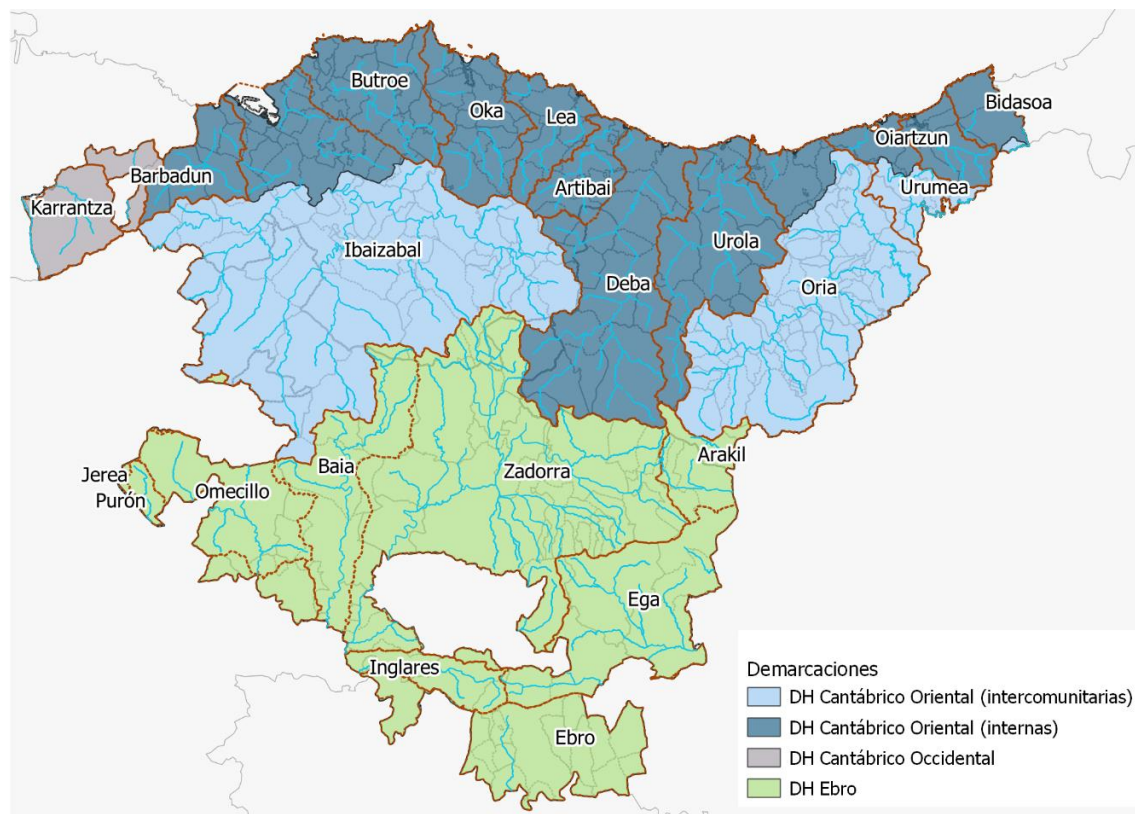 Butroe
Bidasoa
Oka
Lea
Oiartzun
Barbadun
Artibai
Urumea
Karrantza
Ibaizabal
Urola
Deba
Oria
Arakil
Baia
Zadorra
Jerea
Purón
Omecillo
Ega
Inglares
Ebro
Demarcaciones
DH Cantábrico Oriental (intercomunitarias)
DH Cantábrico Oriental (internas)
DH Cantábrico Occidental
DH Ebro